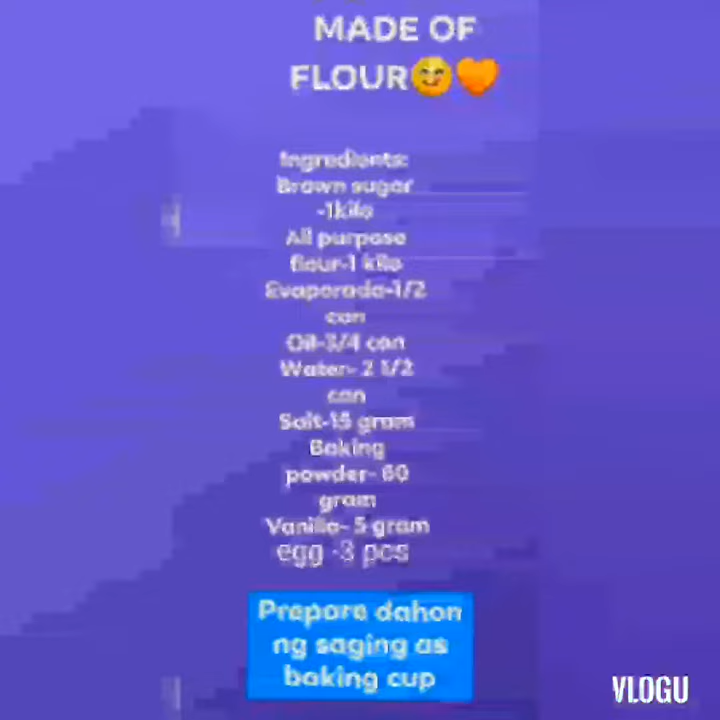 MADE OF
FLOUR😊🧡
Ingredients:
Brown sugar
-1kilo
All purpose
flour-1 kilo
Evaporada-1/2
can
Oil-3/4 can
Water- 2 1/2
can
Salt-15 gram
Baking
powder- 60
gram
Vanilla- 5 gram
egg -3 pcs
Prepare dahon
ng saging as
baking cup
VLOGU